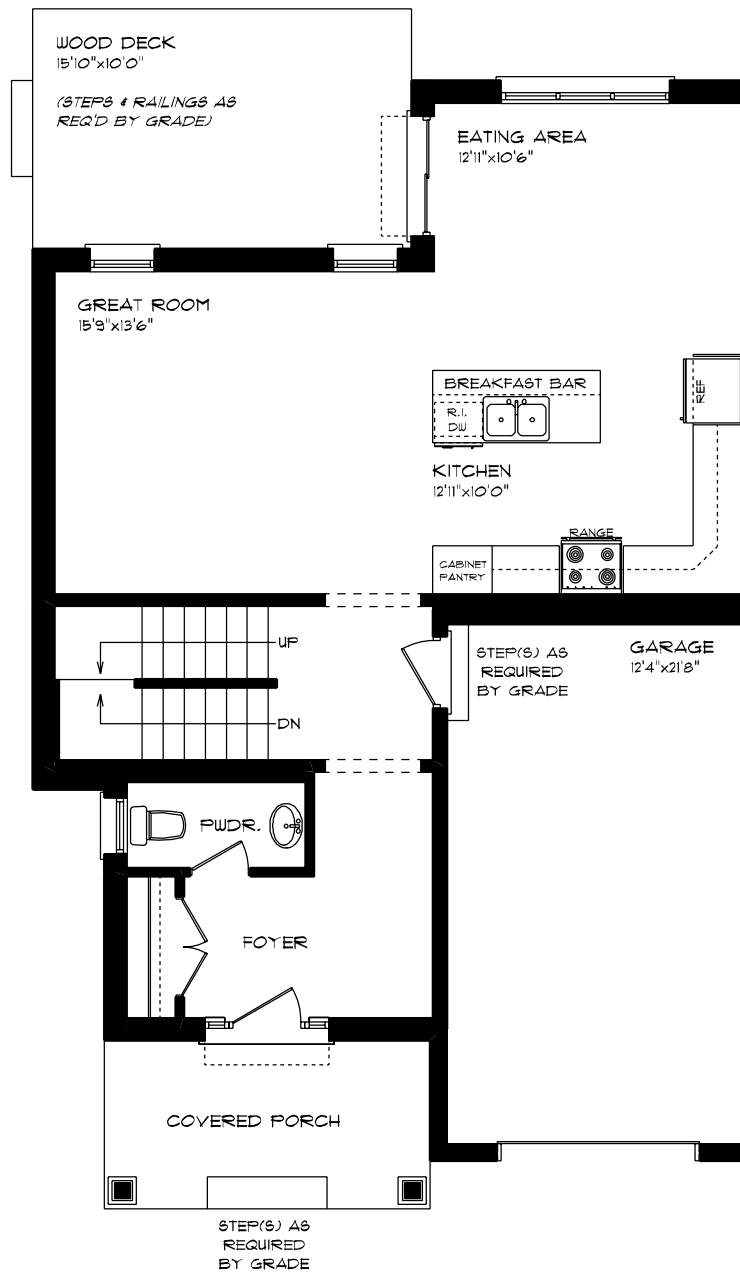 WOOD DECK
15'10"x10'0"
(STEPS & RAILINGS AS
REQ'D BY GRADE)
EATING AREA
12'11"x10'6"
GREAT ROOM
15'9"x13'6"
BREAKFAST BAR
R.I.
DW
REF
KITCHEN
12'11"x10'0"
RANGE
CABINET
PANTRY
UP
DN
STEP(S) AS
REQUIRED
BY GRADE
GARAGE
12'4"x21'8"
PWDR.
FOYER
COVERED PORCH
STEP(S) AS
REQUIRED
BY GRADE